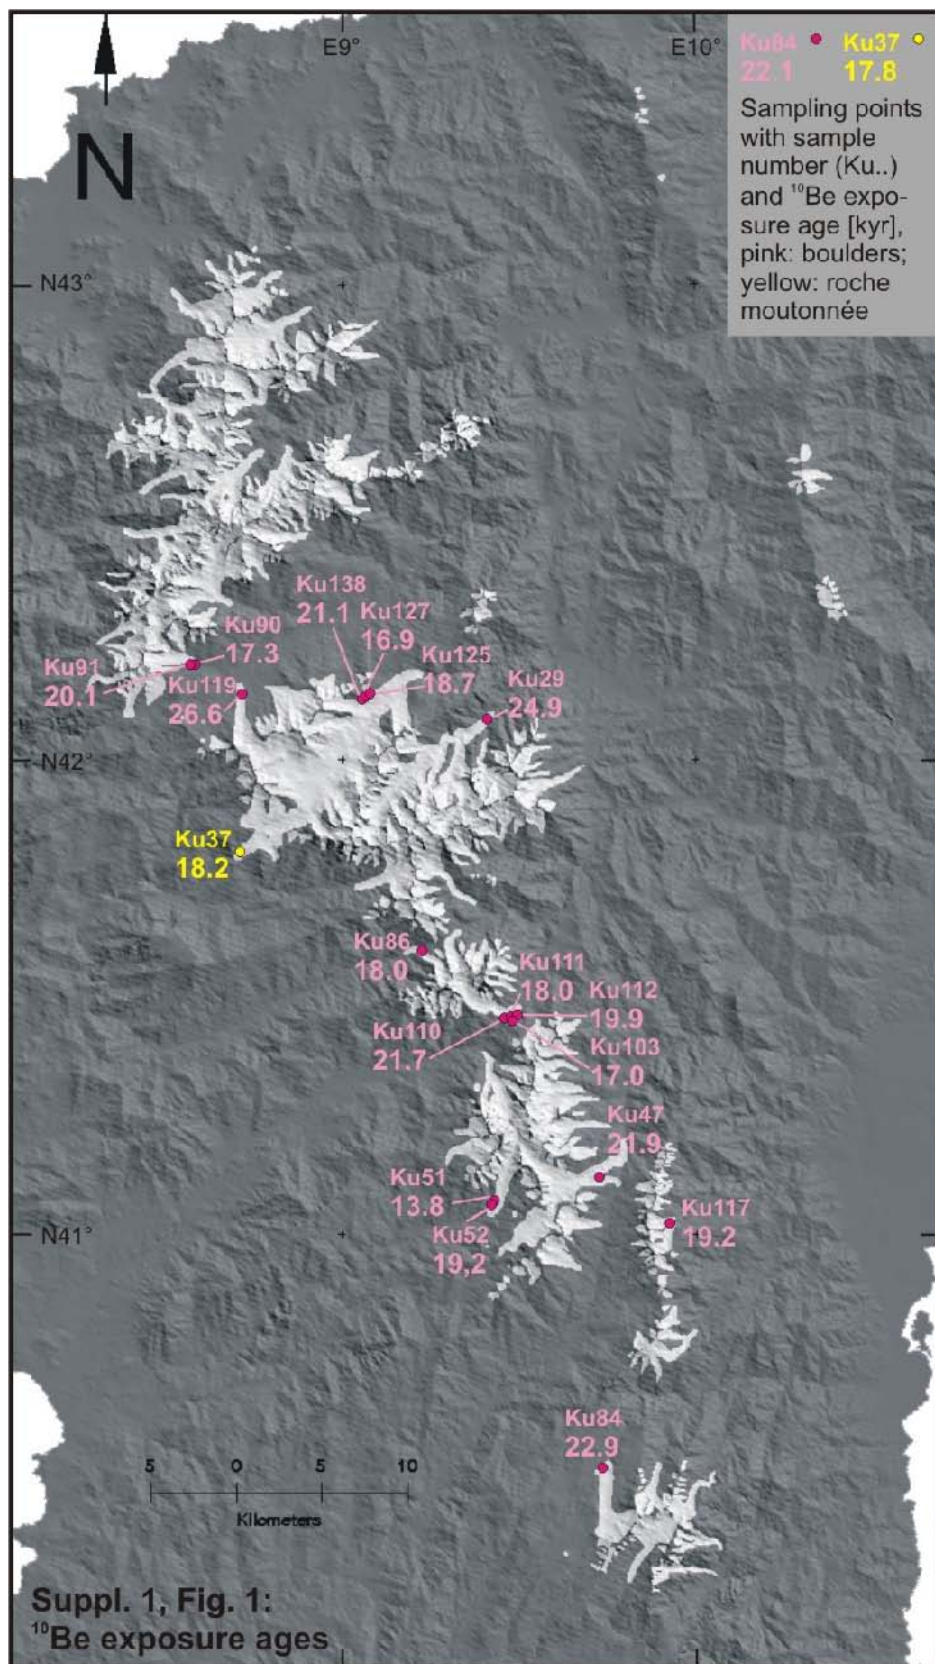 E9°
E10°
Ku84 Ku37
22.1 17.8
Sampling points
with sample
number (Ku..)
and ¹⁰Be expo-
sure age [kyr],
pink: boulders;
yellow: roche
moutonnée
N
N43°
Ku138
21.1
Ku127
16.9
Ku90
17.3
Ku125
18.7
Ku91
20.1
Ku119
26.6
Ku29
24.9
N42°
Ku37
18.2
Ku86
18.0
Ku111
18.0
Ku112
19.9
Ku110
21.7
Ku103
17.0
Ku47
21.9
Ku51
13.8
Ku117
19.2
Ku52
19,2
N41°
Ku84
22.9
5 0 5 10
Kilometers
Suppl. 1, Fig. 1:
¹⁰Be exposure ages